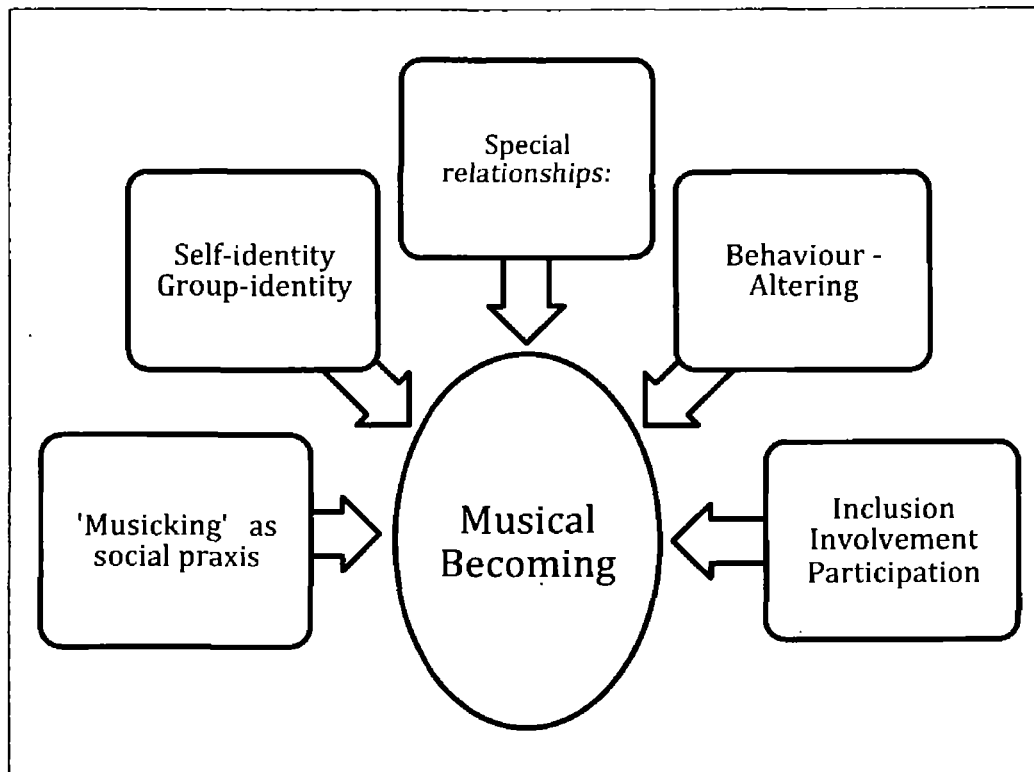 Special
relationships:
Self-identity
Group-identity
Behaviour -
Altering
'Musicking' as
social praxis
Musical
Becoming
Inclusion
Involvement
Participation